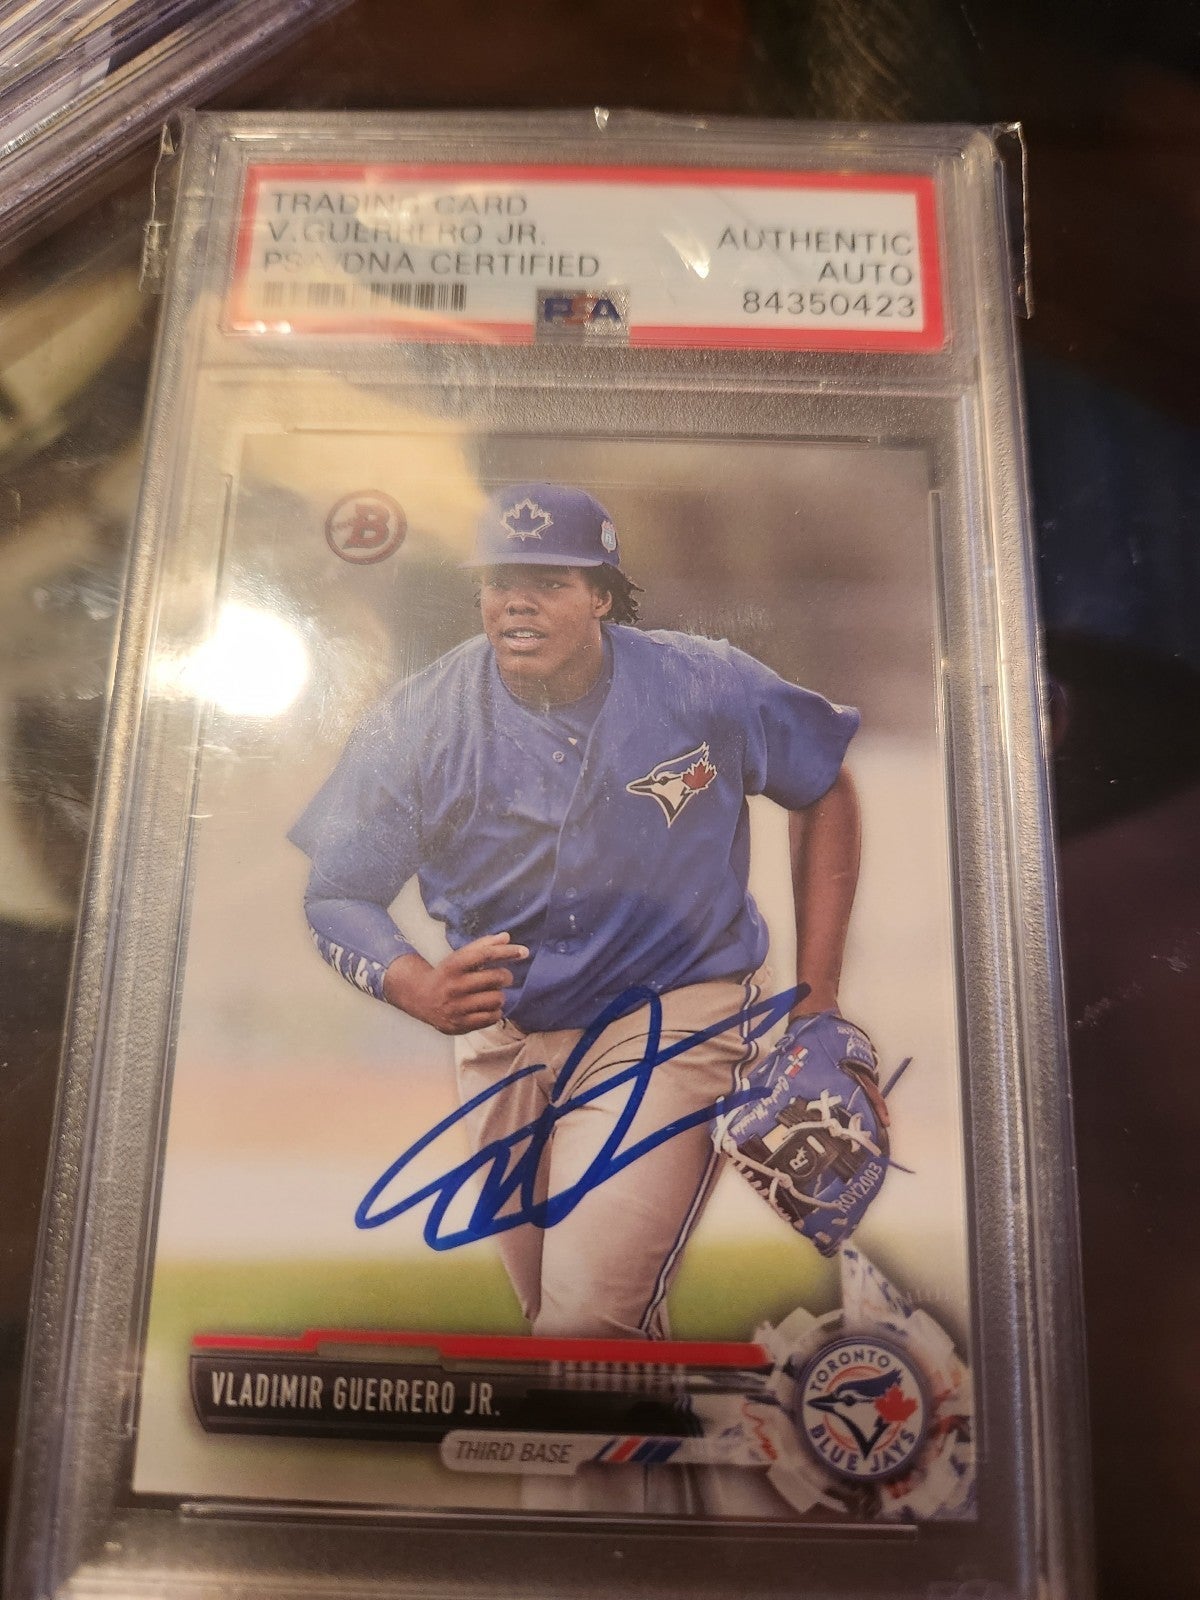 TRADING CARD
V. GUERRERO JR.
PSA/DNA CERTIFIED
AUTHENTIC
AUTO
84350423
PSA
B
ROY2003
VLADIMIR GUERRERO JR.
THIRD BASE
TORONTO
BLUE JAYS